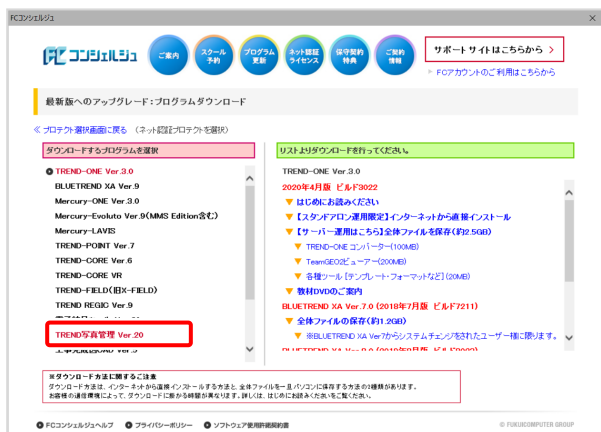 FCコンシェルジュ
FC コンシェルジュ
ご案内
スクール
予約
プログラム
更新
ネット認証
ライセンス
保守契約
特典
ご契約
情報
サポートサイトはこちらから >
FCアカウントのご利用はこちらから
最新版へのアップグレード：プログラムダウンロード
≪ プロテクト選択画面に戻る （ネット認証プロテクトを選択）
ダウンロードするプログラムを選択
TREND-ONE Ver.3.0
BLUETREND XA Ver.9
Mercury-ONE Ver.3.0
Mercury-Evoluto Ver.9(MMS Edition含む)
Mercury-LAVIS
TREND-POINT Ver.7
TREND-CORE Ver.6
TREND-CORE VR
TREND-FIELD(旧X-FIELD)
TREND REGIC Ver.9
TREND写真管理 Ver.20
リストよりダウンロードを行ってください。
TREND-ONE Ver.3.0
2020年4月版 ビルド3022
▼ はじめにお読みください
▼ 【スタンドアロン運用限定】インターネットから直接インストール
▼ 【サーバー運用はこちら】全体ファイルを保存(約2.5GB)
▼ TREND-ONE コンバーター(100MB)
▼ TeamGEO2ビューアー(200MB)
▼ 各種ツール [テンプレート・フォーマットなど] (20MB)
▼ 教材DVDのご案内
BLUETREND XA Ver.7.0 (2018年7月版 ビルド7211)
▼ 全体ファイルの保存(約1.2GB)
▼ ※BLUETREND XA Ver7からシステムチェンジをされたユーザー様に限ります。
※ダウンロード方法に関するご注意
ダウンロード方法は、インターネットから直接インストールする方法と、全体ファイルを一旦パソコンに保存する方法の2種類があります。
お客様の通信環境によって、ダウンロードに掛かる時間が異なります。詳しくは、はじめにお読みくださいをご覧ください。
FCコンシェルジュヘルプ
プライバシーポリシー
ソフトウェア使用許諾契約書
© FUKUICOMPUTER GROUP